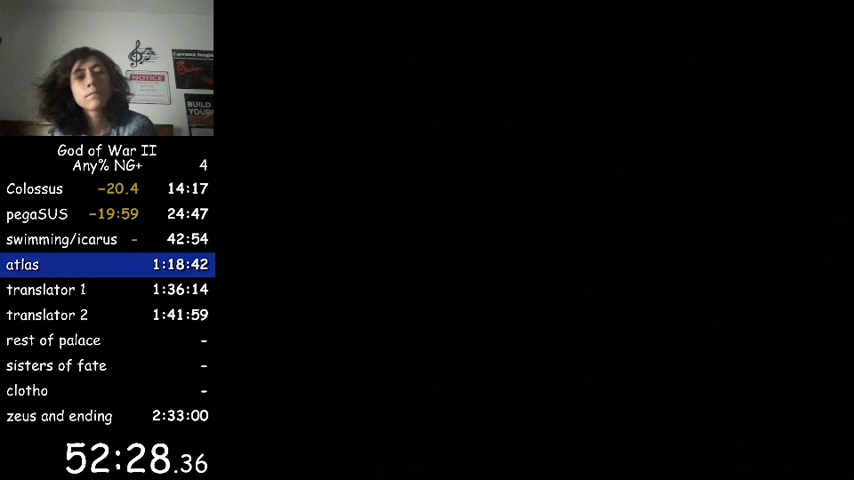 NOTICE
BUILD
YOUR
God of War II
Any% NG+ 4
Colossus -20.4 14:17
pegaSUS -19:59 24:47
swimming/icarus - 42:54
atlas 1:18:42
translator 1 1:36:14
translator 2 1:41:59
rest of palace -
sisters of fate -
clotho -
zeus and ending 2:33:00
52:28.36